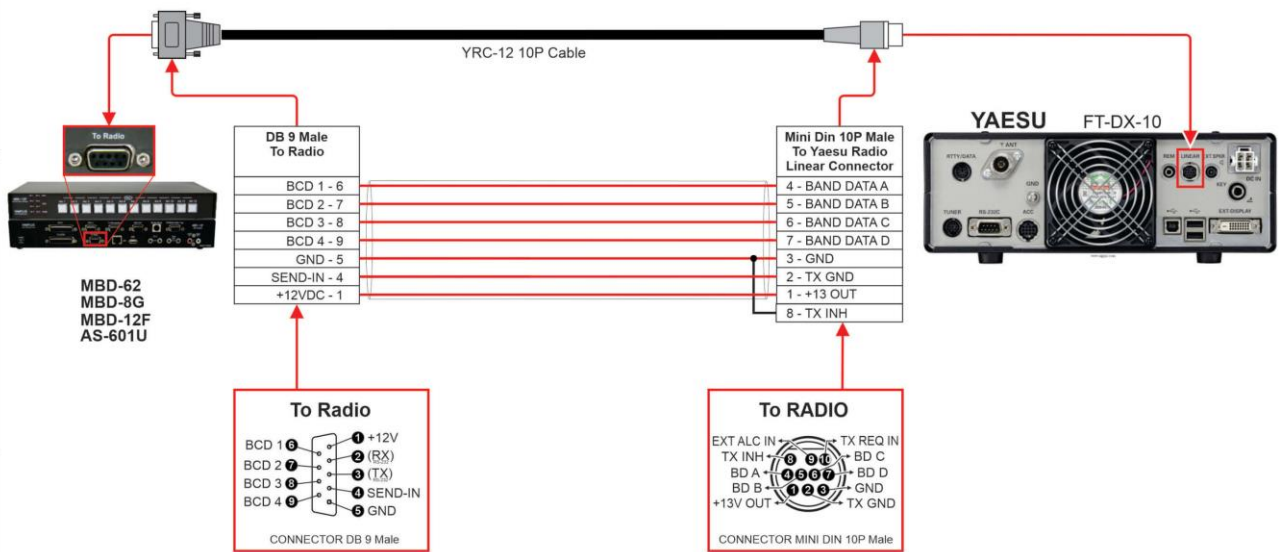 YRC-12 10P Cable
To Radio
DB 9 Male
To Radio
BCD 1 - 6
BCD 2 - 7
BCD 3 - 8
BCD 4 - 9
GND - 5
SEND-IN - 4
+12VDC - 1
Mini Din 10P Male
To Yaesu Radio
Linear Connector
4 - BAND DATA A
5 - BAND DATA B
6 - BAND DATA C
7 - BAND DATA D
3 - GND
2 - TX GND
1 - +13 OUT
8 - TX INH
YAESU FT-DX-10
RTTY/DATA
Y ANT
GND
REM
LINEAR
EXT SPKR
DC IN
KEY
TUNER
RS-232C
ACC
EXT-DISPLAY
MBD-62
MBD-8G
MBD-12F
AS-601U
To Radio
BCD 1 6
BCD 2 7
BCD 3 8
BCD 4 9
1 +12V
2 (RX)
3 (TX)
4 SEND-IN
5 GND
CONNECTOR DB 9 Male
To RADIO
EXT ALC IN
TX INH
BD A
BD B
+13V OUT
8 9 10
4 5 6 7
1 2 3
TX REQ IN
BD C
BD D
GND
TX GND
CONNECTOR MINI DIN 10P Male